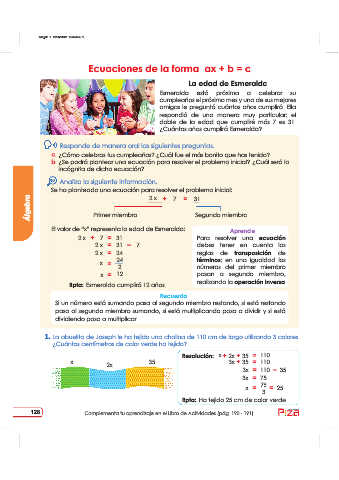 Ecuaciones de la forma ax + b = c
La edad de Esmeralda
Esmeralda está próxima a celebrar su
cumpleaños el próximo mes y una de sus mejores
amigas le preguntó cuántos años cumplirá. Ella
respondió de una manera muy particular: el
doble de la edad que cumpliré más 7 es 31.
¿Cuántos años cumplirá Esmeralda?
Responde de manera oral las siguientes preguntas.
a. ¿Cómo celebras tus cumpleaños? ¿Cuál fue el más bonito que has tenido?
b. ¿Se podrá plantear una ecuación para resolver el problema inicial? ¿Cuál sería la
incógnita de dicha ecuación?
Analiza la siguiente información.
Se ha planteado una ecuación para resolver el problema inicial:
2 x + 7 = 31
Primer miembro Segundo miembro
El valor de "x" representa la edad de Esmeralda:
2 x + 7 = 31
2 x = 31 - 7
2 x = 24
x = 24
2
x = 12
Rpta: Esmeralda cumplirá 12 años.
Aprende
Para resolver una ecuación
debes tener en cuenta las
reglas de transposición de
términos; en una igualdad los
números del primer miembro
pasan a segundo miembro,
realizando la operación inversa.
Recuerda
Si un número está sumando pasa al segundo miembro restando, si está restando
pasa al segundo miembro sumando, si está multiplicando pasa a dividir y si está
dividiendo pasa a multiplicar.
Álgebra
1. La abuelita de Joseph le ha tejido una chalina de 110 cm de largo utilizando 3 colores
¿Cuántos centímetros de color verde ha tejido?
x 2x 35
Resolución: x + 2x + 35 = 110
3x + 35 = 110
3x = 110 - 35
3x = 75
x = 75 = 25
3
Rpta: Ha tejido 25 cm de color verde
128
Complementa tu aprendizaje en el Libro de Actividades (pág. 190 - 191)